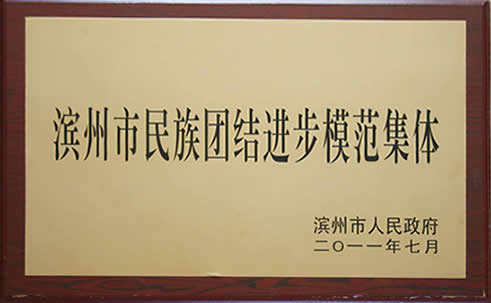 滨州市民族团结进步模范集体
滨州市人民政府
二〇一一年七月